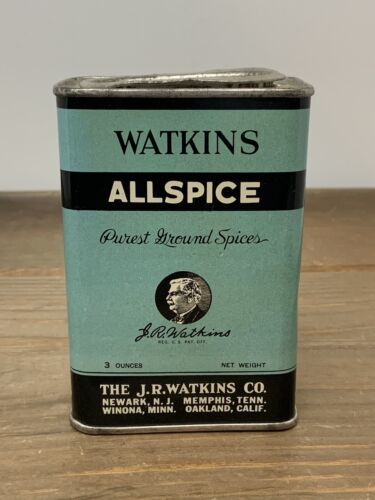 WATKINS
ALLSPICE
Purest Ground Spices
J.R. Watkins
REG. U.S. PAT. OFF.
3 OUNCES NET WEIGHT
THE J.R.WATKINS CO.
NEWARK, N.J. MEMPHIS, TENN.
WINONA, MINN. OAKLAND, CALIF.